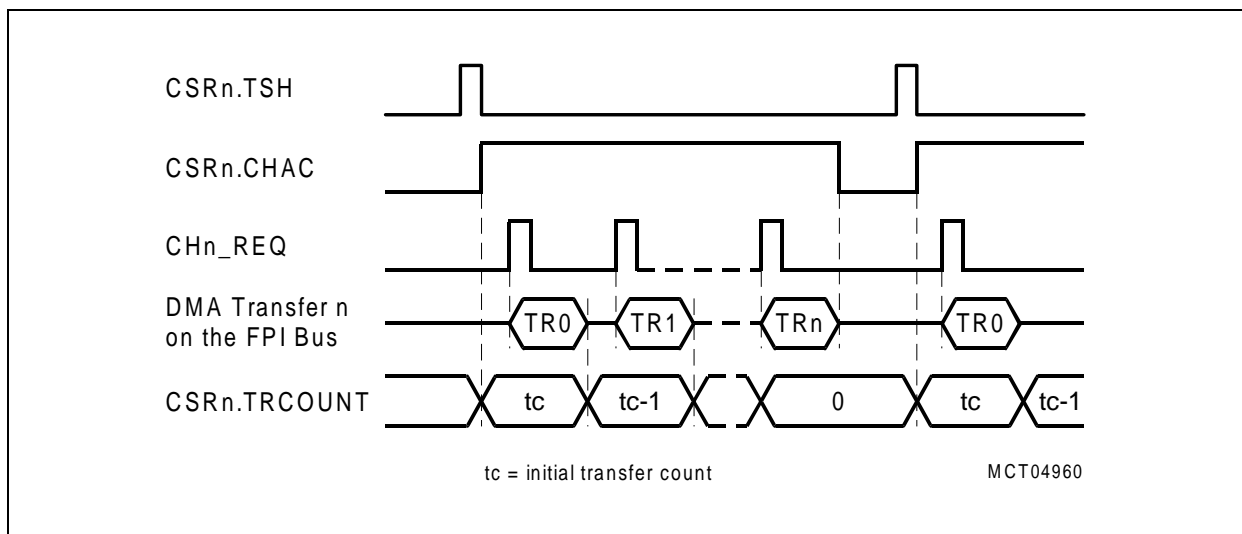 CSRn.TSH
CSRn.CHAC
CHn_REQ
DMA Transfer n
on the FPI Bus
TR0 TR1 TRn TR0
CSRn.TRCOUNT
tc tc-1 0 tc tc-1
tc = initial transfer count
MCT04960